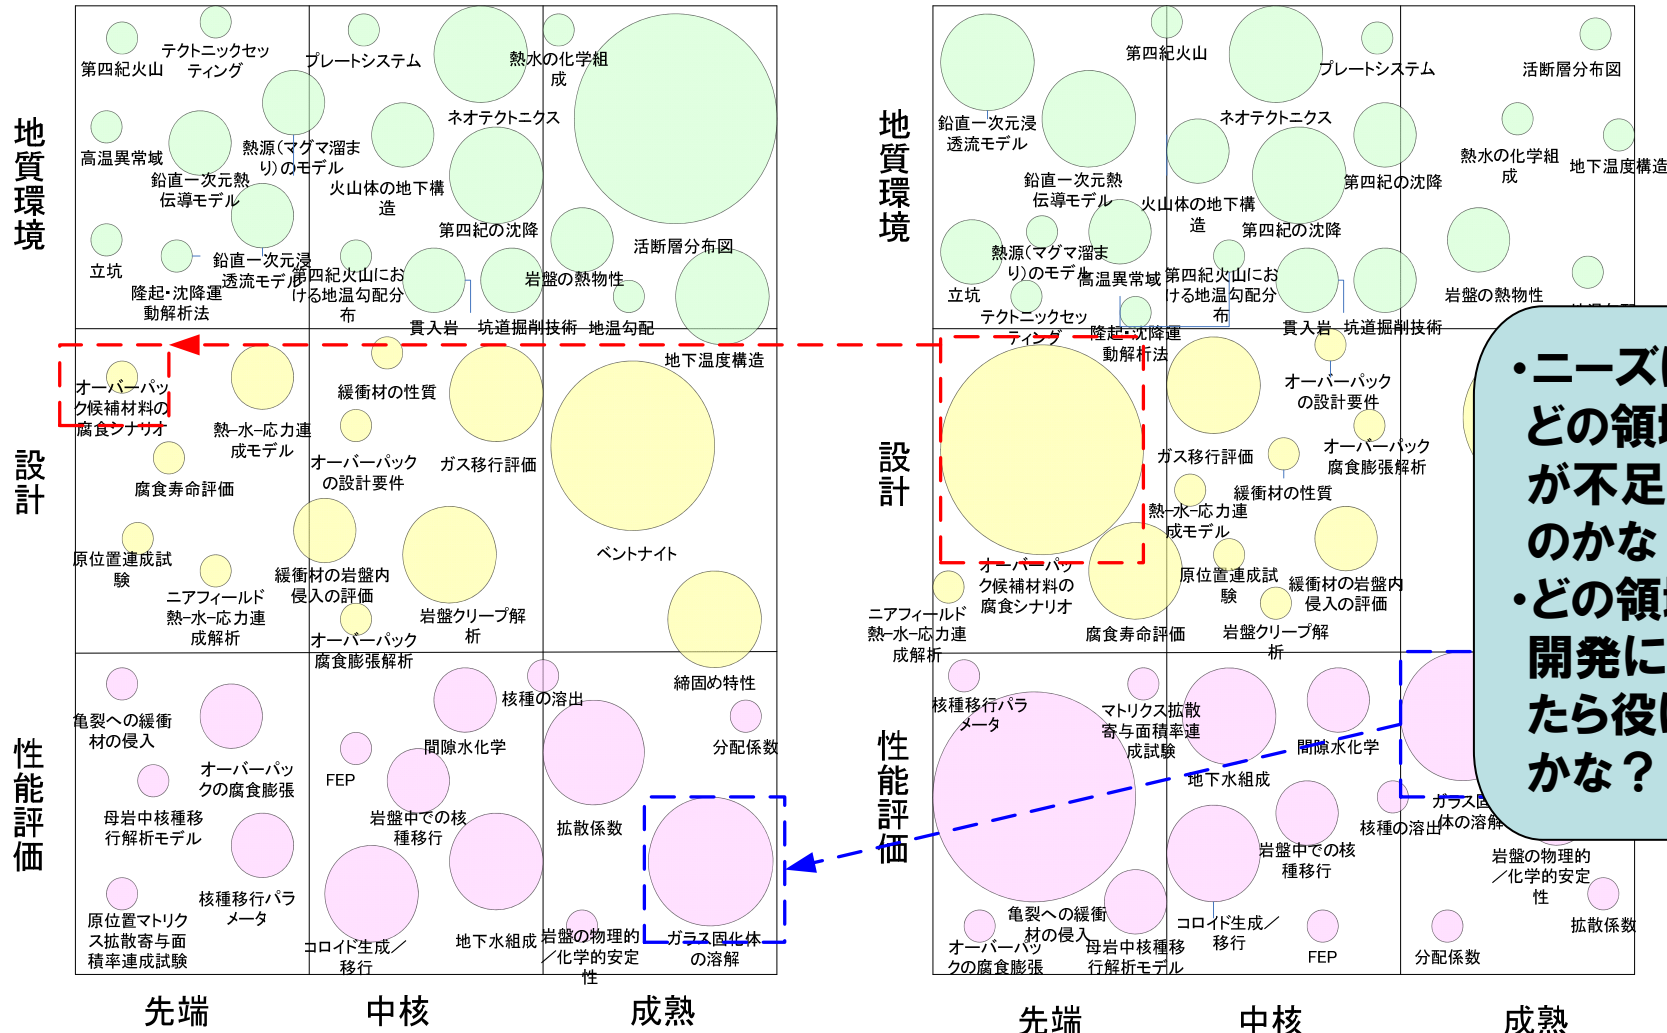 地質環境
設計
性能評価
第四紀火山
テクトニックセッ
ティング
プレートシステム
熱水の化学組
成
ネオテクトニクス
高温異常域
鉛直一次元熱
伝導モデル
熱源(マグマ溜ま
り)のモデル
火山体の地下構
造
第四紀の沈降
活断層分布図
立坑
隆起・沈降運
動解析法
鉛直一次元浸
透流モデル
第四紀火山にお
ける地温勾配分
布
貫入岩
坑道掘削技術
岩盤の熱物性
地温勾配
地下温度構造
オーバーパッ
ク候補材料の
腐食シナリオ
熱−水−応力連
成モデル
緩衝材の性質
腐食寿命評価
オーバーパック
の設計要件
ガス移行評価
ベントナイト
原位置連成試
験
ニアフィールド
熱−水−応力連
成解析
緩衝材の岩盤内
侵入の評価
オーバーパック
腐食膨張解析
岩盤クリープ解
析
締固め特性
亀裂への緩衝
材の侵入
オーバーパッ
クの腐食膨張
FEP
間隙水化学
核種の溶出
分配係数
母岩中核種移
行解析モデル
岩盤中での核
種移行
拡散係数
原位置マトリク
ス拡散寄与面
積率連成試験
核種移行パラ
メータ
コロイド生成/
移行
地下水組成
岩盤の物理的
/化学的安定
性
ガラス固化体
の溶解
先端
中核
成熟
地質環境
設計
性能評価
鉛直一次元浸
透流モデル
第四紀火山
プレートシステム
活断層分布図
ネオテクトニクス
鉛直一次元熱
伝導モデル
火山体の地下構
造
第四紀の沈降
第四紀の沈降
熱水の化学組
成
地下温度構造
立坑
熱源(マグマ溜ま
り)のモデル
高温異常域
第四紀火山にお
ける地温勾配分
布
テクトニックセッ
ティング
隆起・沈降運
動解析法
貫入岩
坑道掘削技術
岩盤の熱物性
オーバーパッ
ク候補材料の
腐食シナリオ
ガス移行評価
オーバーパック
の設計要件
オーバーパック
腐食膨張解析
緩衝材の性質
熱−水−応力連
成モデル
ニアフィールド
熱−水−応力連
成解析
腐食寿命評価
原位置連成試
験
緩衝材の岩盤内
侵入の評価
岩盤クリープ解
析
核種移行パラ
メータ
マトリクス拡散
寄与面積率連
成試験
地下水組成
間隙水化学
ガラス固
体の溶解
核種の溶出
岩盤中での核
種移行
岩盤の物理的
/化学的安定
性
亀裂への緩衝
材の侵入
オーバーパッ
クの腐食膨張
母岩中核種移
行解析モデル
コロイド生成/
移行
FEP
分配係数
拡散係数
先端
中核
成熟
・ニーズ
どの領
が不足
のかな
・どの領
開発に
たら役
かな?